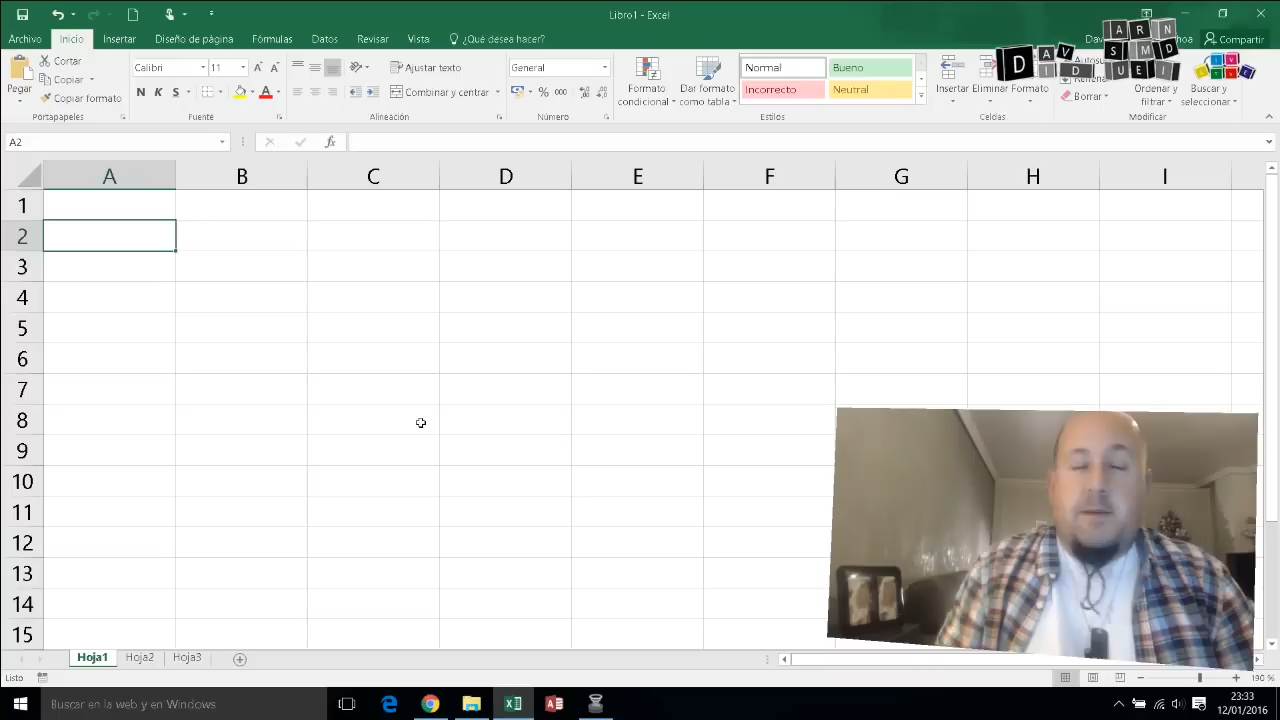 Libro1 - Excel
Archivo Inicio Insertar Diseño de página Fórmulas Datos Revisar Vista ¿Qué desea hacer? Compartir
Pegar
Cortar
Copiar
Copiar formato
Portapapeles
Calibri 11
N K S
Fuente
Ajustar texto
Combinar y centrar
Alineación
General
% 000
Número
Formato condicional
Dar formato como tabla
Normal Bueno
Incorrecto Neutral
Estilos
Insertar Eliminar Formato
Celdas
Borrar
Ordenar y filtrar
Buscar y seleccionar
Modificar
A2 fx
A B C D E F G H I
1
2
3
4
5
6
7
8
9
10
11
12
13
14
15
Hoja1 Hoja2 Hoja3
Listo 190 %
Buscar en la web y en Windows
23:33
12/01/2016